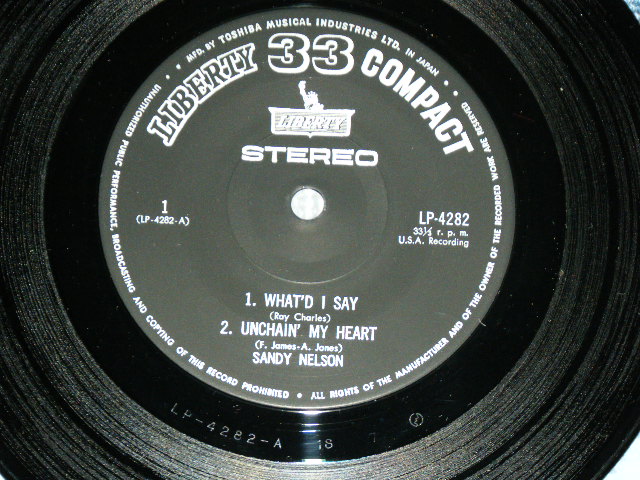 • • MFD. BY TOSHIBA MUSICAL INDUSTRIES LTD. IN JAPAN • •
LIBERTY 33 COMPACT
LIBERTY
STEREO
1
(LP-4282-A)
LP-4282
33⅓ r. p. m.
U.S.A. Recording
1. WHAT'D I SAY
(Ray Charles)
2. UNCHAIN' MY HEART
(F. James-A. Jones)
SANDY NELSON
UNAUTHORIZED PUBLIC PERFORMANCE, BROADCASTING AND COPYING OF THIS RECORD PROHIBITED • ALL RIGHTS OF THE MANUFACTURER AND OF THE OWNER OF THE RECORDED WORK ARE RESERVED
LP-4282-A 1S 7